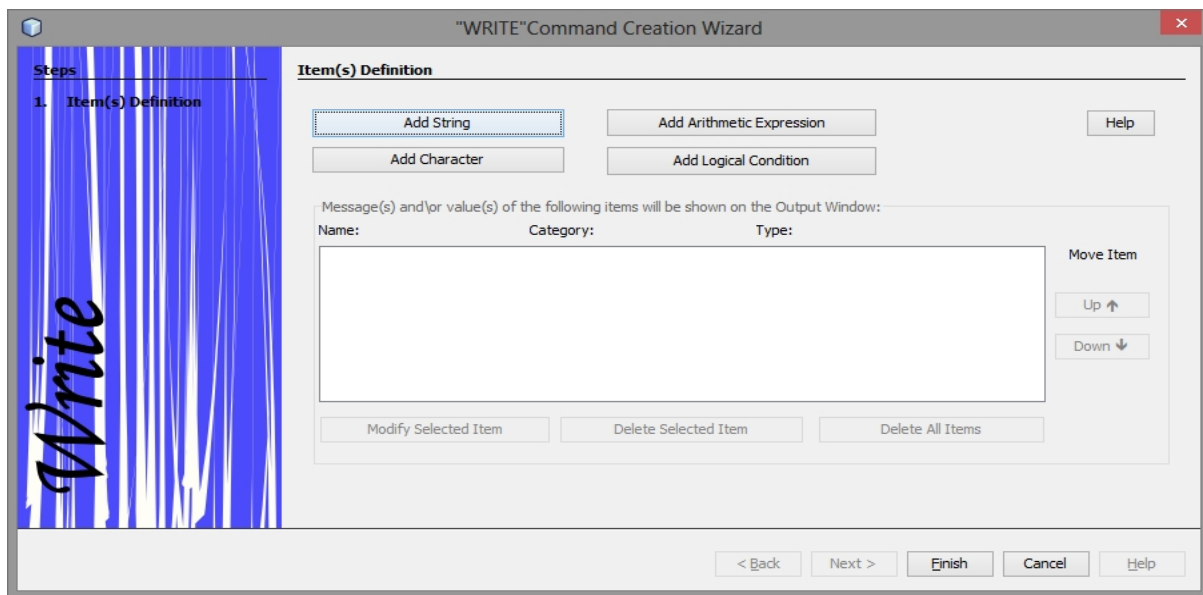 "WRITE"Command Creation Wizard
Steps
1. Item(s) Definition
Write
Item(s) Definition
Add String
Add Arithmetic Expression
Help
Add Character
Add Logical Condition
Message(s) and\or value(s) of the following items will be shown on the Output Window:
Name: Category: Type:
Move Item
Up
Down
Modify Selected Item
Delete Selected Item
Delete All Items
< Back
Next >
Finish
Cancel
Help